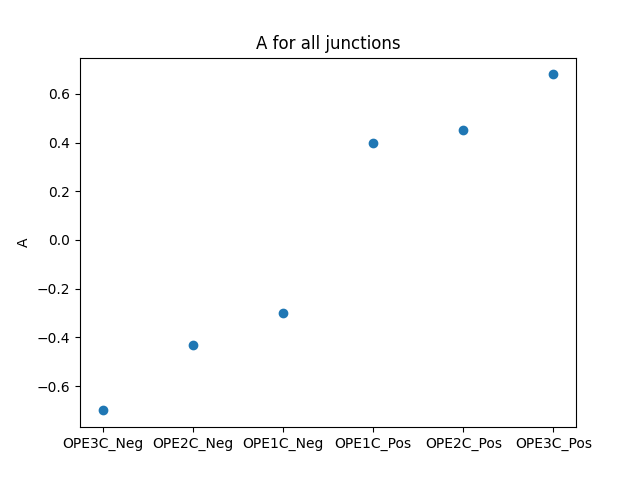 A for all junctions
A
0.6
0.4
0.2
0.0
−0.2
−0.4
−0.6
OPE3C_Neg OPE2C_Neg OPE1C_Neg OPE1C_Pos OPE2C_Pos OPE3C_Pos